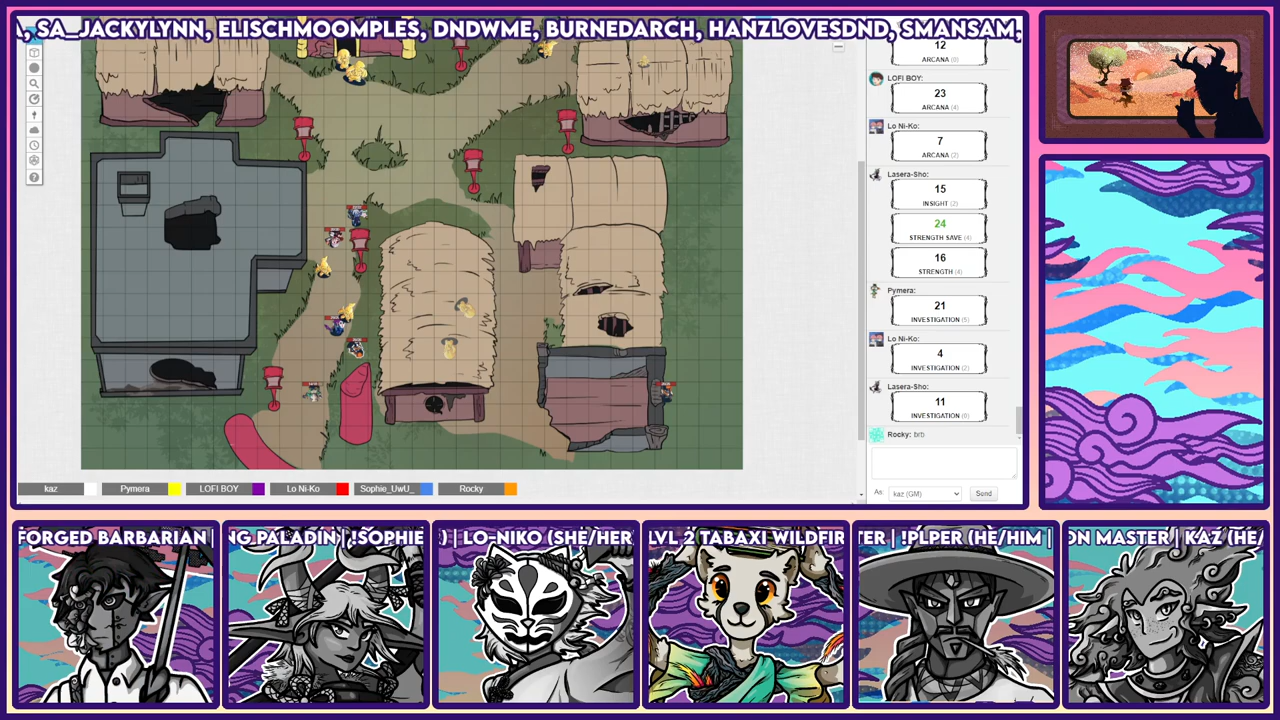 , SA_JACKYLYNN, ELISCHMOOMPLES, DNDWME, BURNEDARCH, HANZLOVESDND, SMANSAM,
12
ARCANA (0)
LOFI BOY:
23
ARCANA (4)
Lo Ni-Ko:
7
ARCANA (2)
Lasera-Sho:
15
INSIGHT (2)
24
STRENGTH SAVE (4)
16
STRENGTH (4)
Pymera:
21
INVESTIGATION (5)
Lo Ni-Ko:
4
INVESTIGATION (2)
Lasera-Sho:
11
INVESTIGATION (0)
Rocky: brb
As: kaz (GM) Send
kaz Pymera LOFI BOY Lo Ni-Ko Sophie_UwU_ Rocky
FORGED BARBARIAN | NG PALADIN | !SOPHIE ) | LO-NIKO (SHE/HER LVL 2 TABAXI WILDFIR TER | !PLPER (HE/HIM | ON MASTER | KAZ (HE/